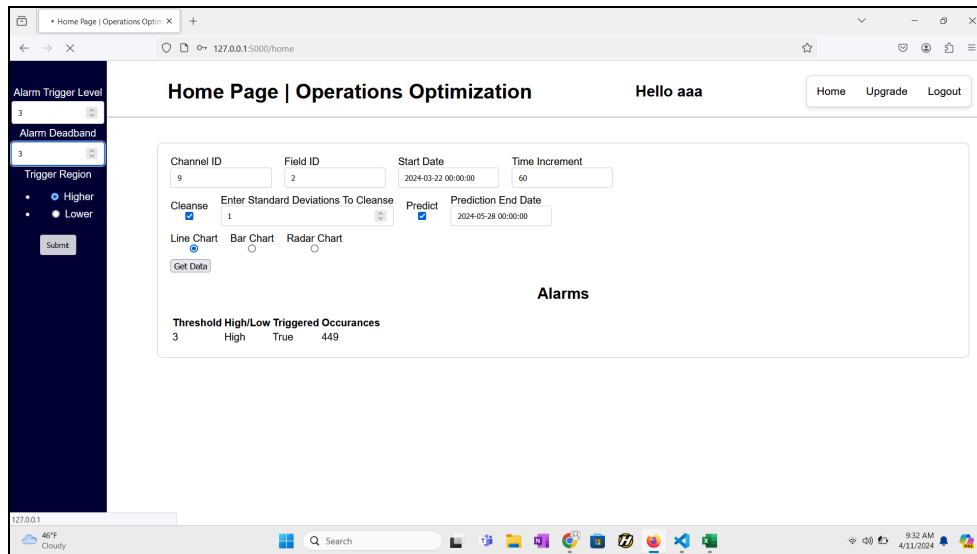 Home Page | Operations Optim
127.0.0.1:5000/home
Alarm Trigger Level
3
Alarm Deadband
3
Trigger Region
Higher
Lower
Submit
Home Page | Operations Optimization
Hello aaa
Home Upgrade Logout
Channel ID Field ID Start Date Time Increment
9 2 2024-03-22 00:00:00 60
Cleanse Enter Standard Deviations To Cleanse Predict Prediction End Date
1 2024-05-28 00:00:00
Line Chart Bar Chart Radar Chart
Get Data
Alarms
Threshold High/Low Triggered Occurances
3 High True 449
127.0.0.1
46°F
Cloudy
Search
9:32 AM
4/11/2024